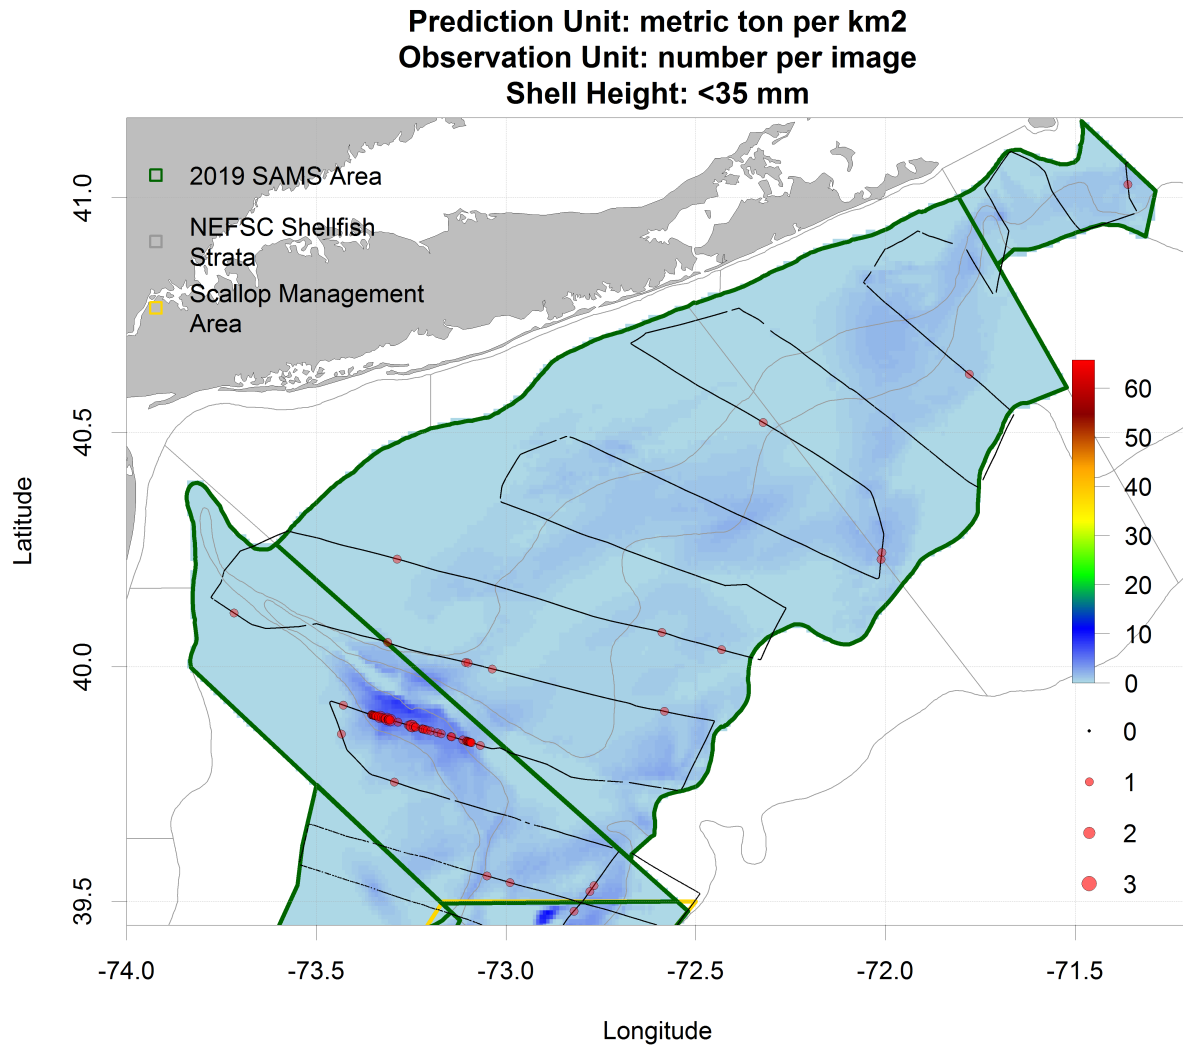 Prediction Unit: metric ton per km2
Observation Unit: number per image
Shell Height: <35 mm
2019 SAMS Area
NEFSC Shellfish
Strata
Scallop Management
Area
41.0
40.5
40.0
39.5
Latitude
60
50
40
30
20
10
0
0
1
2
3
-74.0
-73.5
-73.0
-72.5
-72.0
-71.5
Longitude